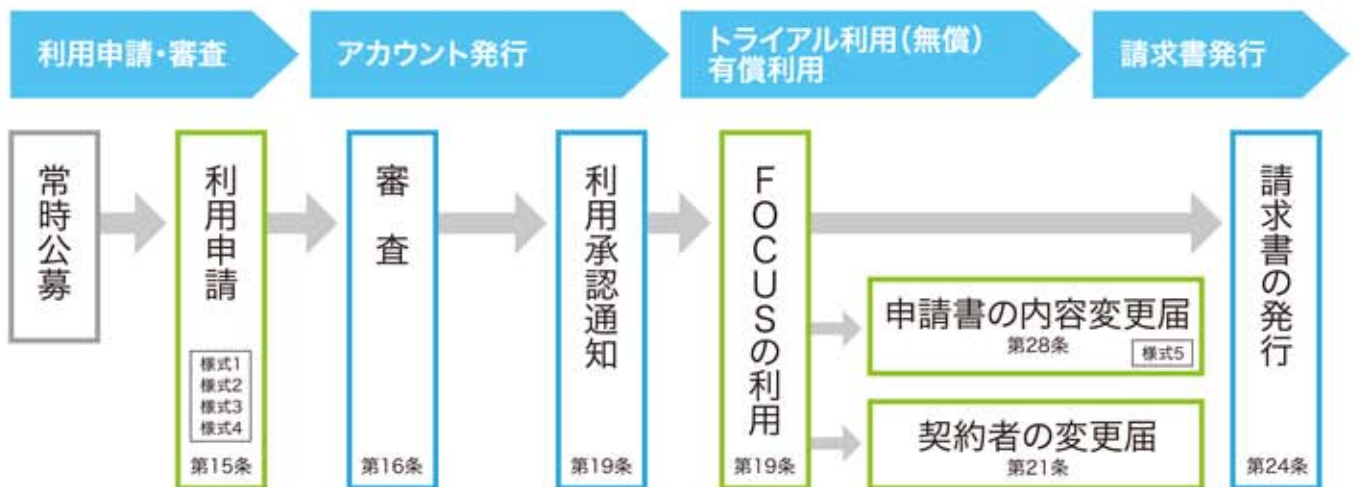 利用申請・審査
アカウント発行
トライアル利用(無償)
有償利用
請求書発行
常時公募
利用申請
様式1
様式2
様式3
様式4
第15条
審査
第16条
利用承認通知
第19条
FOCUSの利用
第19条
申請書の内容変更届
第28条
様式5
契約者の変更届
第21条
請求書の発行
第24条